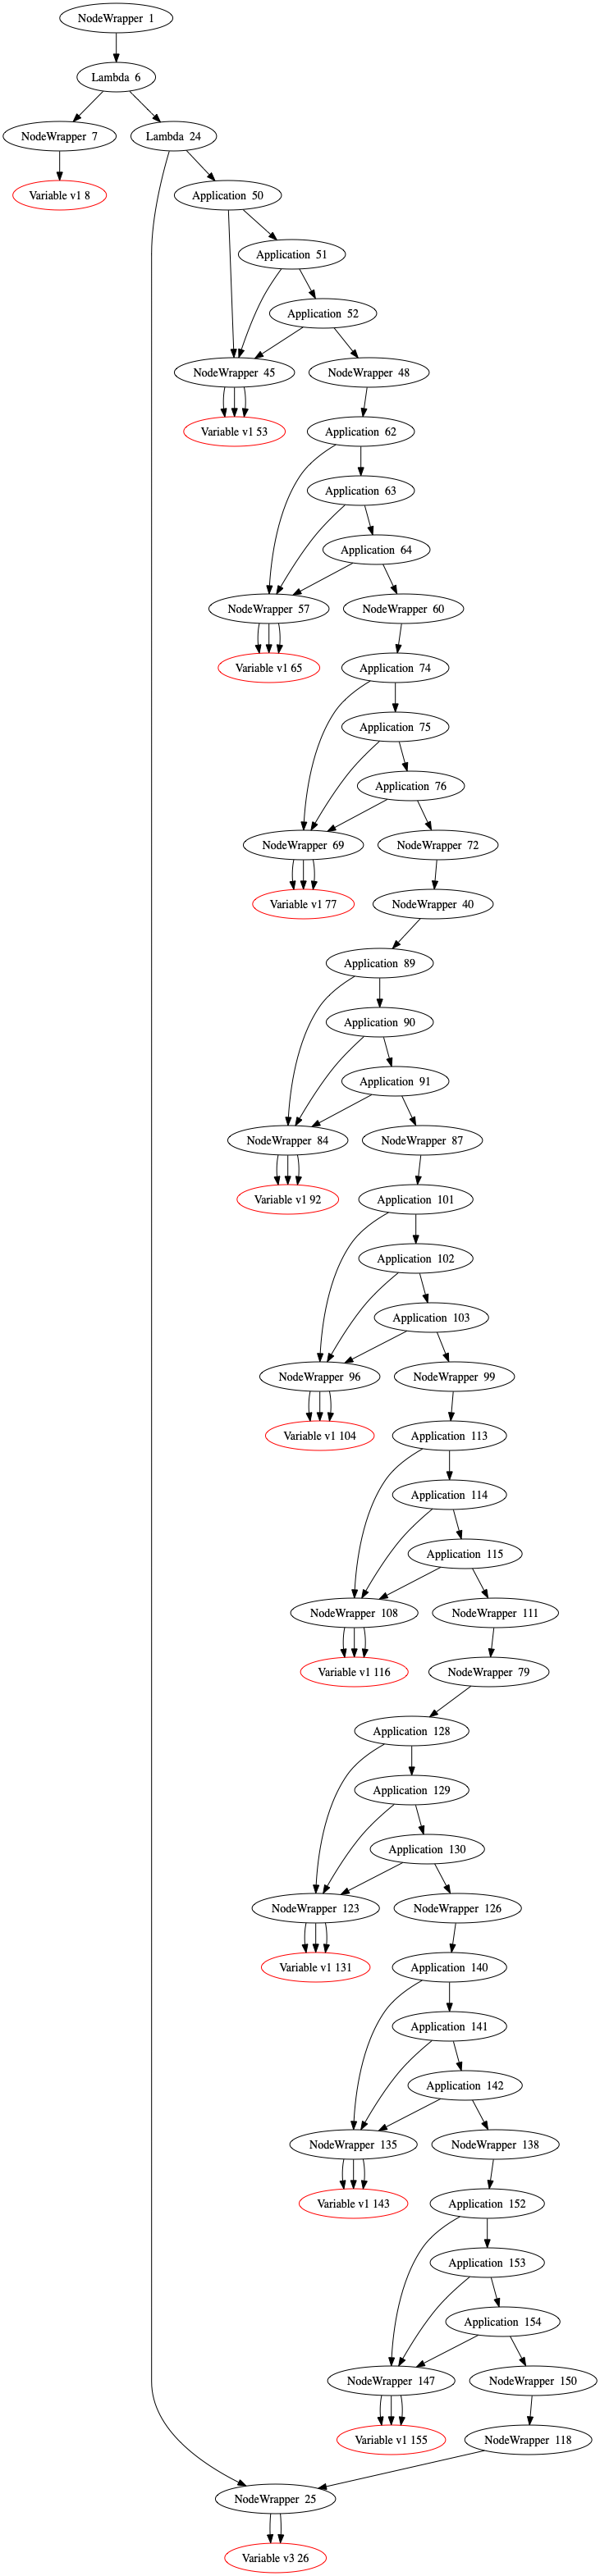 NodeWrapper 1
Lambda 6
NodeWrapper 7
Lambda 24
Variable v1 8
Application 50
Application 51
Application 52
NodeWrapper 45
NodeWrapper 48
Variable v1 53
Application 62
Application 63
Application 64
NodeWrapper 57
NodeWrapper 60
Variable v1 65
Application 74
Application 75
Application 76
NodeWrapper 69
NodeWrapper 72
Variable v1 77
NodeWrapper 40
Application 89
Application 90
Application 91
NodeWrapper 84
NodeWrapper 87
Variable v1 92
Application 101
Application 102
Application 103
NodeWrapper 96
NodeWrapper 99
Variable v1 104
Application 113
Application 114
Application 115
NodeWrapper 108
NodeWrapper 111
Variable v1 116
NodeWrapper 79
Application 128
Application 129
Application 130
NodeWrapper 123
NodeWrapper 126
Variable v1 131
Application 140
Application 141
Application 142
NodeWrapper 135
NodeWrapper 138
Variable v1 143
Application 152
Application 153
Application 154
NodeWrapper 147
NodeWrapper 150
Variable v1 155
NodeWrapper 118
NodeWrapper 25
Variable v3 26